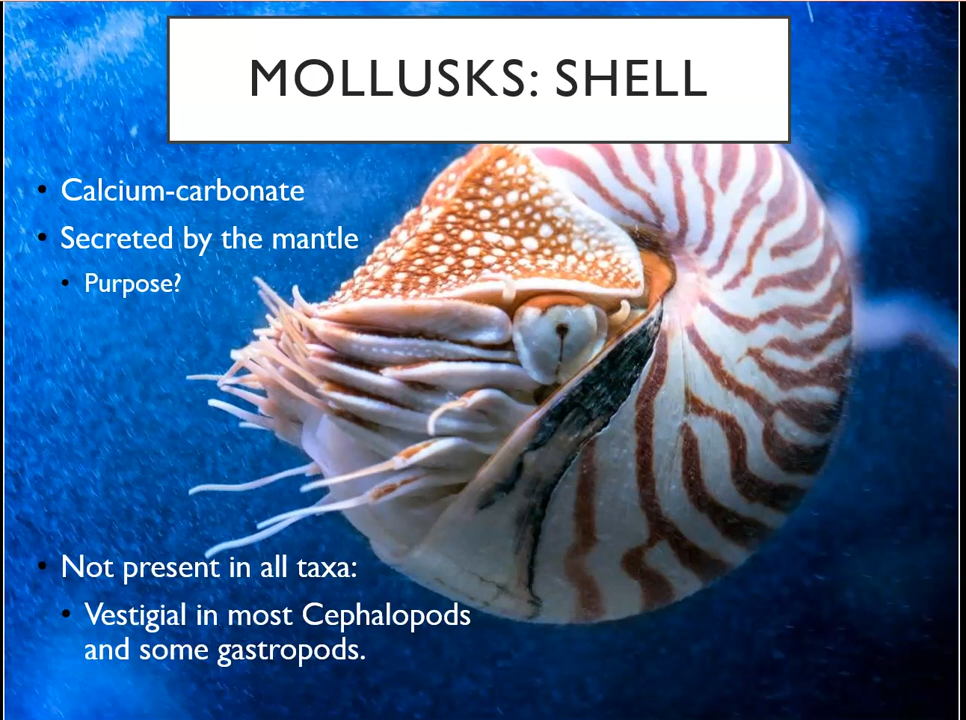 MOLLUSKS: SHELL
• Calcium-carbonate
• Secreted by the mantle
• Purpose?
• Not present in all taxa:
• Vestigial in most Cephalopods
and some gastropods.